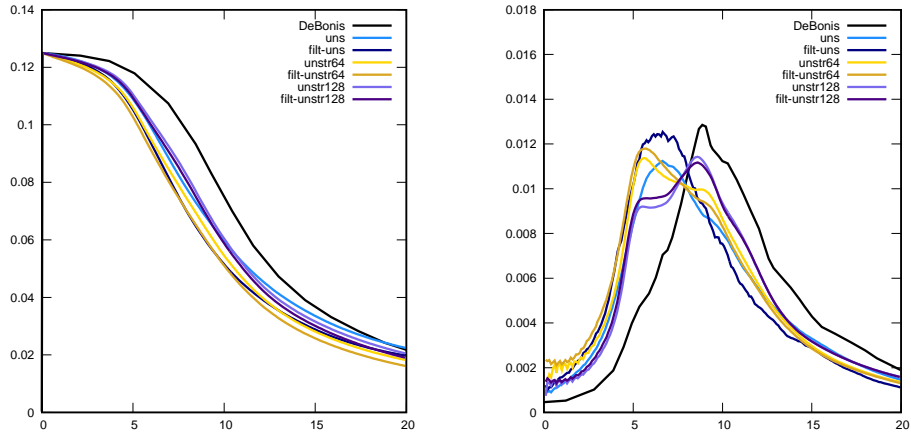 0.14
0.12
0.1
0.08
0.06
0.04
0.02
0
0
5
10
15
20
DeBonis
uns
filt-uns
unstr64
filt-unstr64
unstr128
filt-unstr128
0.018
0.016
0.014
0.012
0.01
0.008
0.006
0.004
0.002
0
0
5
10
15
20
DeBonis
uns
filt-uns
unstr64
filt-unstr64
unstr128
filt-unstr128